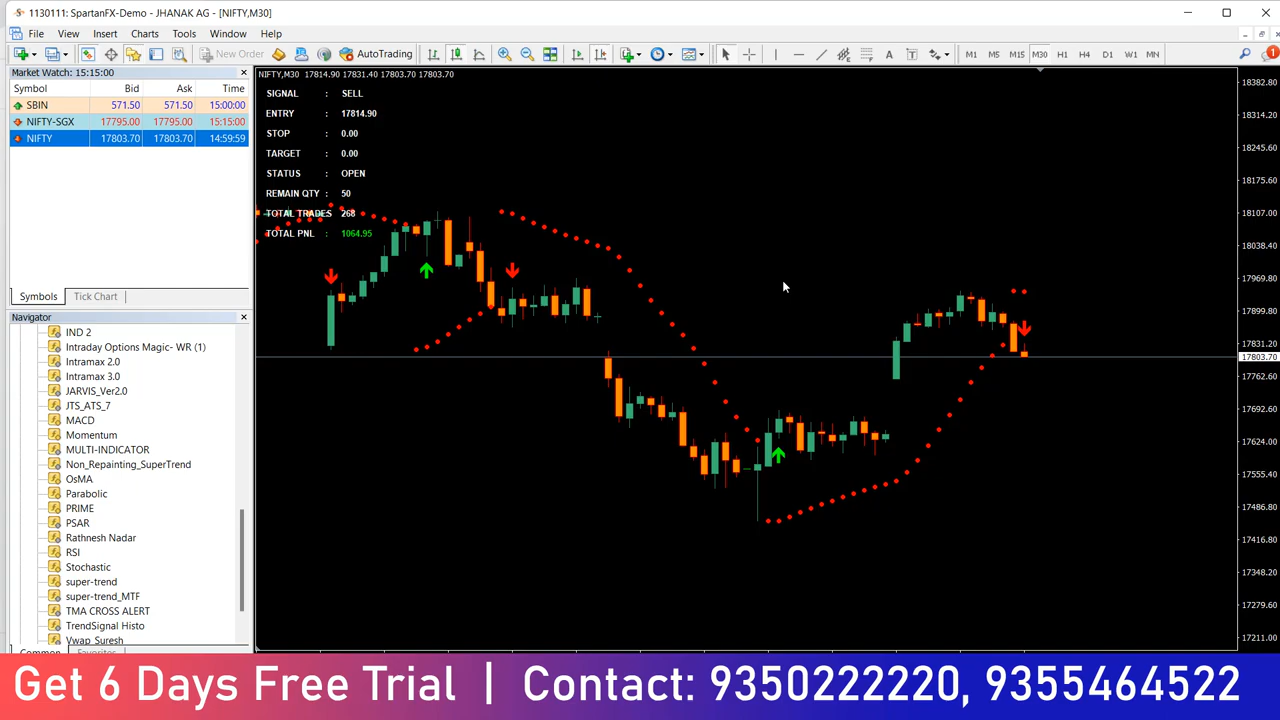 1130111: SpartanFX-Demo - JHANAK AG - [NIFTY,M30]
File View Insert Charts Tools Window Help
New Order AutoTrading M1 M5 M15 M30 H1 H4 D1 W1 MN 1
Market Watch: 15:15:00
Symbol Bid Ask Time
SBIN 571.50 571.50 15:00:00
NIFTY-SGX 17795.00 17795.00 15:15:00
NIFTY 17803.70 17803.70 14:59:59
Symbols Tick Chart
Navigator
IND 2
Intraday Options Magic- WR (1)
Intramax 2.0
Intramax 3.0
JARVIS_Ver2.0
JTS_ATS_7
MACD
Momentum
MULTI-INDICATOR
Non_Repainting_SuperTrend
OsMA
Parabolic
PRIME
PSAR
Rathnesh Nadar
RSI
Stochastic
super-trend
super-trend_MTF
TMA CROSS ALERT
TrendSignal Histo
Vwap_Suresh
Common Favorites
NIFTY,M30 17814.90 17831.40 17803.70 17803.70
SIGNAL : SELL
ENTRY : 17814.90
STOP : 0.00
TARGET : 0.00
STATUS : OPEN
REMAIN QTY : 50
TOTAL TRADES 268
TOTAL PNL : 1064.95
18382.80
18314.20
18245.60
18175.60
18107.00
18038.40
17969.80
17899.80
17831.20
17803.70
17762.60
17692.60
17624.00
17555.40
17486.80
17416.80
17348.20
17279.60
17211.00
Get 6 Days Free Trial | Contact: 9350222220, 9355464522